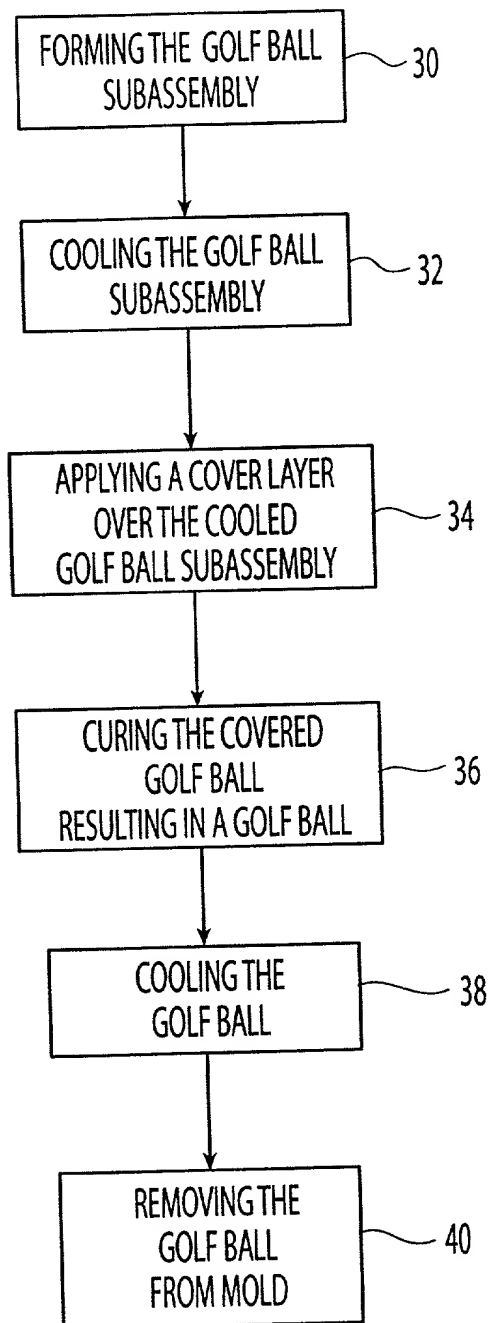 FORMING THE GOLF BALL
SUBASSEMBLY
30
COOLING THE GOLF BALL
SUBASSEMBLY
32
APPLYING A COVER LAYER
OVER THE COOLED
GOLF BALL SUBASSEMBLY
34
CURING THE COVERED
GOLF BALL
RESULTING IN A GOLF BALL
36
COOLING THE
GOLF BALL
38
REMOVING THE
GOLF BALL
FROM MOLD
40